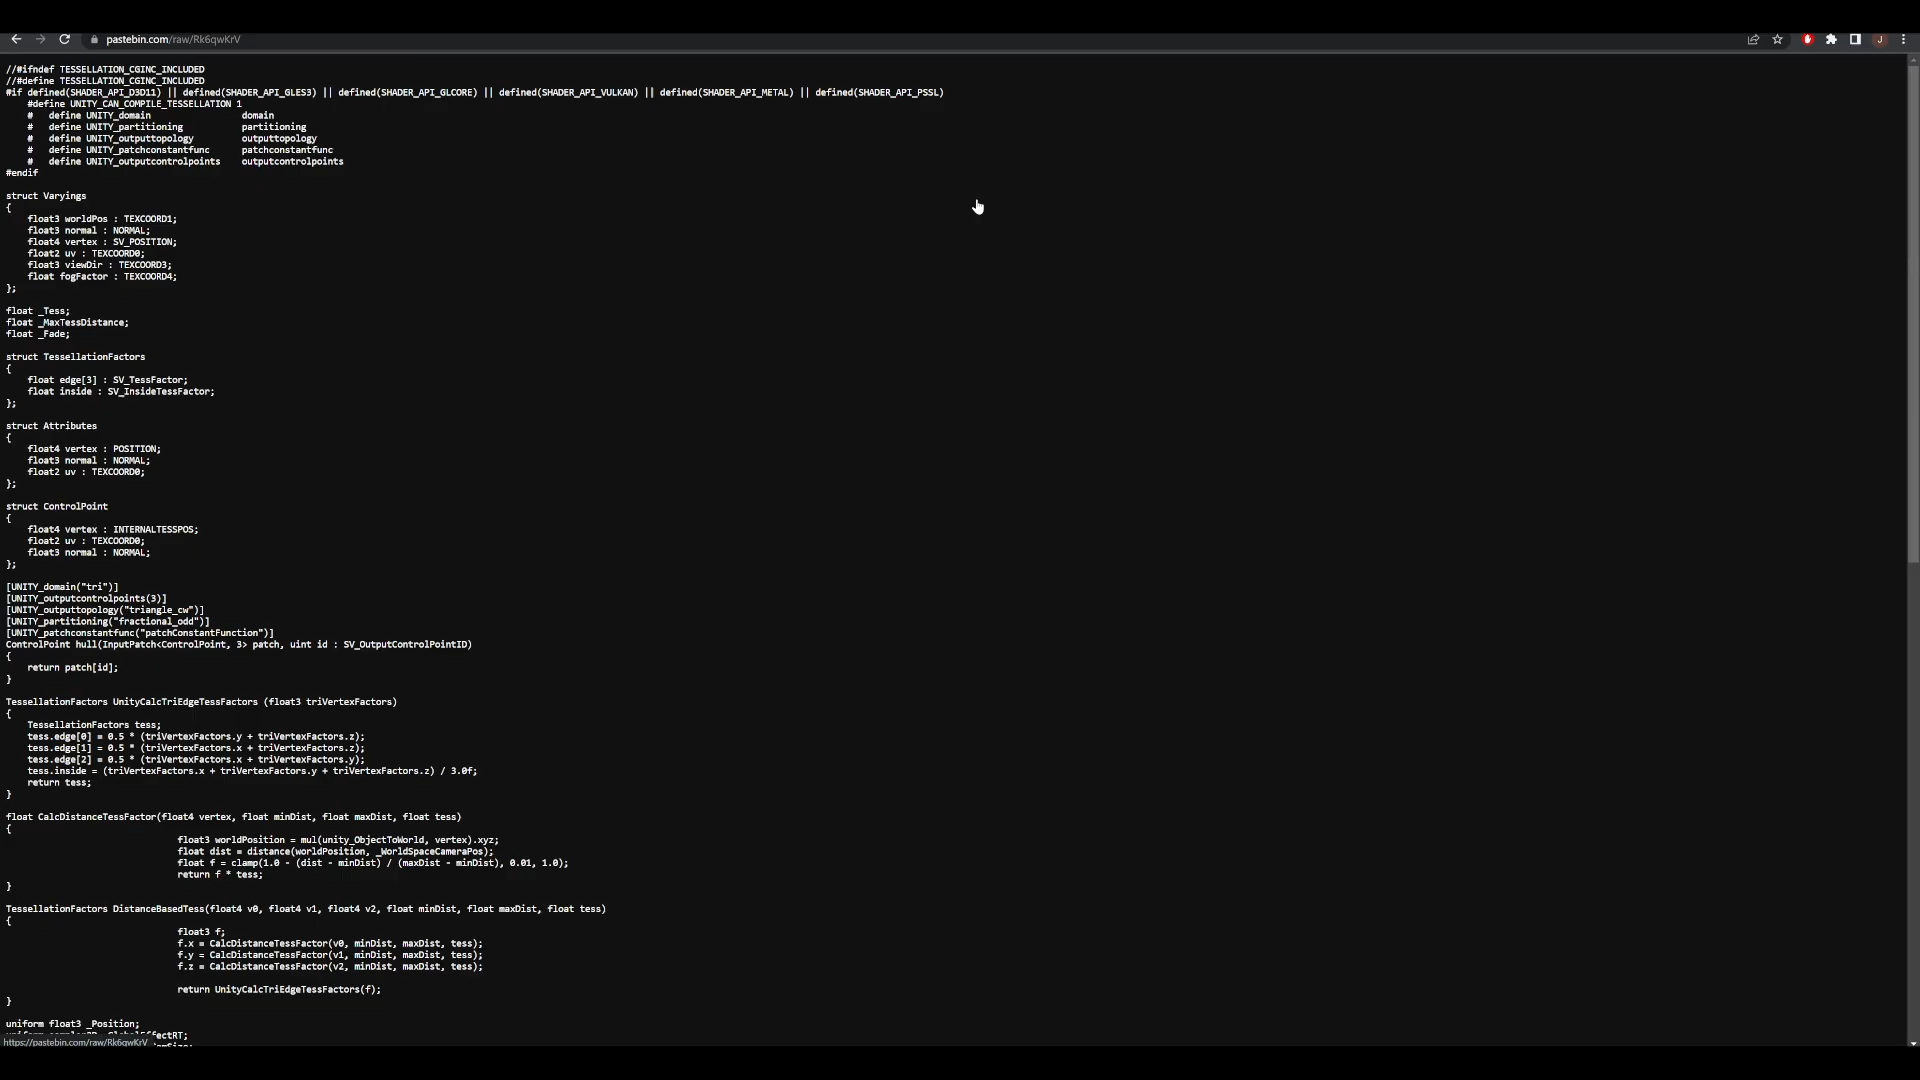 pastebin.com/raw/Rk6qwKrV
J
//#ifndef TESSELLATION_CGINC_INCLUDED
//#define TESSELLATION_CGINC_INCLUDED
#if defined(SHADER_API_D3D11) || defined(SHADER_API_GLES3) || defined(SHADER_API_GLCORE) || defined(SHADER_API_VULKAN) || defined(SHADER_API_METAL) || defined(SHADER_API_PSSL)
    #define UNITY_CAN_COMPILE_TESSELLATION 1
    #   define UNITY_domain                 domain
    #   define UNITY_partitioning           partitioning
    #   define UNITY_outputtopology         outputtopology
    #   define UNITY_patchconstantfunc      patchconstantfunc
    #   define UNITY_outputcontrolpoints    outputcontrolpoints
#endif
struct Varyings
{
    float3 worldPos : TEXCOORD1;
    float3 normal : NORMAL;
    float4 vertex : SV_POSITION;
    float2 uv : TEXCOORD0;
    float3 viewDir : TEXCOORD3;
    float fogFactor : TEXCOORD4;
};
float _Tess;
float _MaxTessDistance;
float _Fade;
struct TessellationFactors
{
    float edge[3] : SV_TessFactor;
    float inside : SV_InsideTessFactor;
};
struct Attributes
{
    float4 vertex : POSITION;
    float3 normal : NORMAL;
    float2 uv : TEXCOORD0;
};
struct ControlPoint
{
    float4 vertex : INTERNALTESSPOS;
    float2 uv : TEXCOORD0;
    float3 normal : NORMAL;
};
[UNITY_domain("tri")]
[UNITY_outputcontrolpoints(3)]
[UNITY_outputtopology("triangle_cw")]
[UNITY_partitioning("fractional_odd")]
[UNITY_patchconstantfunc("patchConstantFunction")]
ControlPoint hull(InputPatch<ControlPoint, 3> patch, uint id : SV_OutputControlPointID)
{
    return patch[id];
}
TessellationFactors UnityCalcTriEdgeTessFactors (float3 triVertexFactors)
{
    TessellationFactors tess;
    tess.edge[0] = 0.5 * (triVertexFactors.y + triVertexFactors.z);
    tess.edge[1] = 0.5 * (triVertexFactors.x + triVertexFactors.z);
    tess.edge[2] = 0.5 * (triVertexFactors.x + triVertexFactors.y);
    tess.inside = (triVertexFactors.x + triVertexFactors.y + triVertexFactors.z) / 3.0f;
    return tess;
}
float CalcDistanceTessFactor(float4 vertex, float minDist, float maxDist, float tess)
{
                float3 worldPosition = mul(unity_ObjectToWorld, vertex).xyz;
                float dist = distance(worldPosition, _WorldSpaceCameraPos);
                float f = clamp(1.0 - (dist - minDist) / (maxDist - minDist), 0.01, 1.0);
                return f * tess;
}
TessellationFactors DistanceBasedTess(float4 v0, float4 v1, float4 v2, float minDist, float maxDist, float tess)
{
                float3 f;
                f.x = CalcDistanceTessFactor(v0, minDist, maxDist, tess);
                f.y = CalcDistanceTessFactor(v1, minDist, maxDist, tess);
                f.z = CalcDistanceTessFactor(v2, minDist, maxDist, tess);
                return UnityCalcTriEdgeTessFactors(f);
}
uniform float3 _Position;
https://pastebin.com/raw/Rk6qwKrV